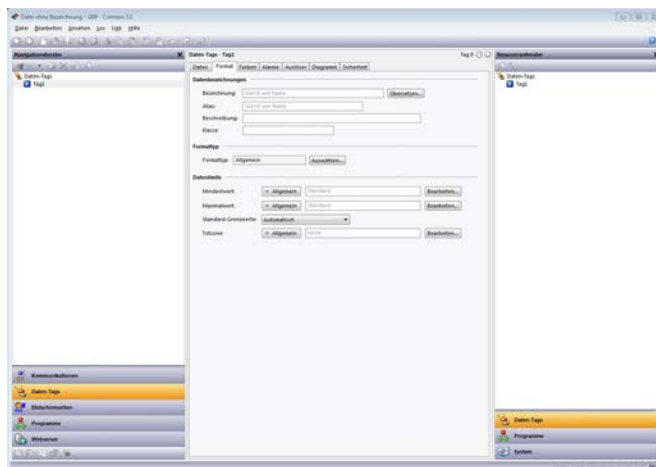 Datei ohne Bezeichnung - G09 - Crimson 3.1
Datei Bearbeiten Ansehen Los Link Hilfe
Navigationsfenster
Daten-Tags
Tag1
Kommunikationen
Daten-Tags
Bildschirmseiten
Programme
Webserver
Daten-Tags - Tag1
Tag 0
Daten Format Farben Alarme Auslöser Diagramm Sicherheit
Datenbezeichnungen
Bezeichnung: Übersetzen...
Alias:
Beschreibung:
Klasse:
Formattyp
Formattyp: Allgemein Auswählen...
Datenlimits
Mindestwert: Allgemein Standard Bearbeiten...
Maximalwert: Allgemein Standard Bearbeiten...
Standard-Grenzwerte: Automatisch
Totzone: Allgemein Keine Bearbeiten...
Ressourcenfenster
Daten-Tags
Tag1
Daten-Tags
Programme
System